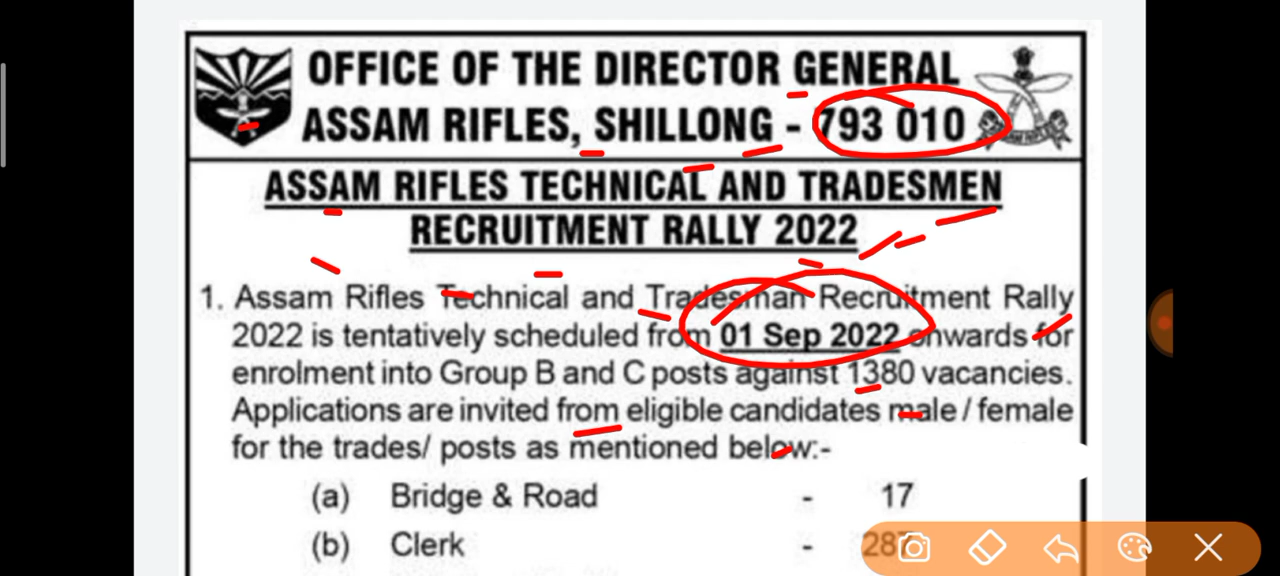 OFFICE OF THE DIRECTOR GENERAL
ASSAM RIFLES, SHILLONG - 793 010
ASSAM RIFLES TECHNICAL AND TRADESMEN
RECRUITMENT RALLY 2022
1. Assam Rifles Technical and Tradesman Recruitment Rally
2022 is tentatively scheduled from 01 Sep 2022 onwards for
enrolment into Group B and C posts against 1380 vacancies.
Applications are invited from eligible candidates male / female
for the trades/ posts as mentioned below:-
(a) Bridge & Road - 17
(b) Clerk - 287